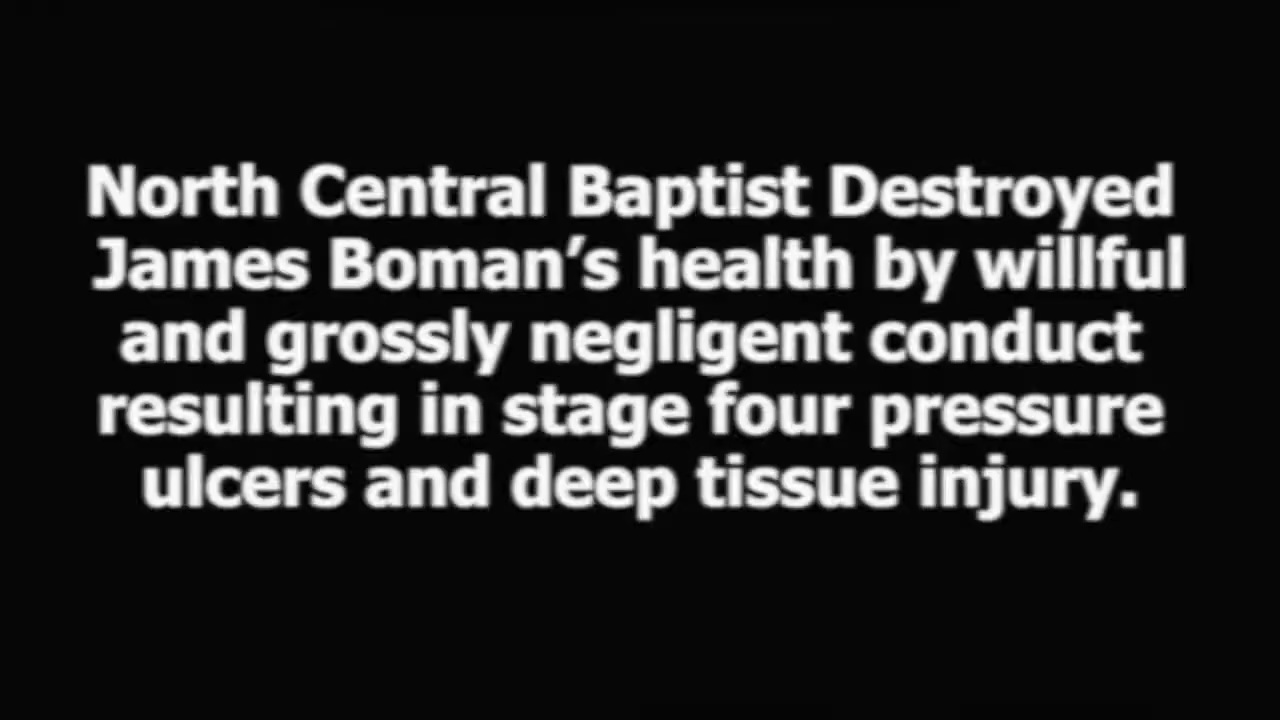 North Central Baptist Destroyed
James Boman’s health by willful
and grossly negligent conduct
resulting in stage four pressure
ulcers and deep tissue injury.